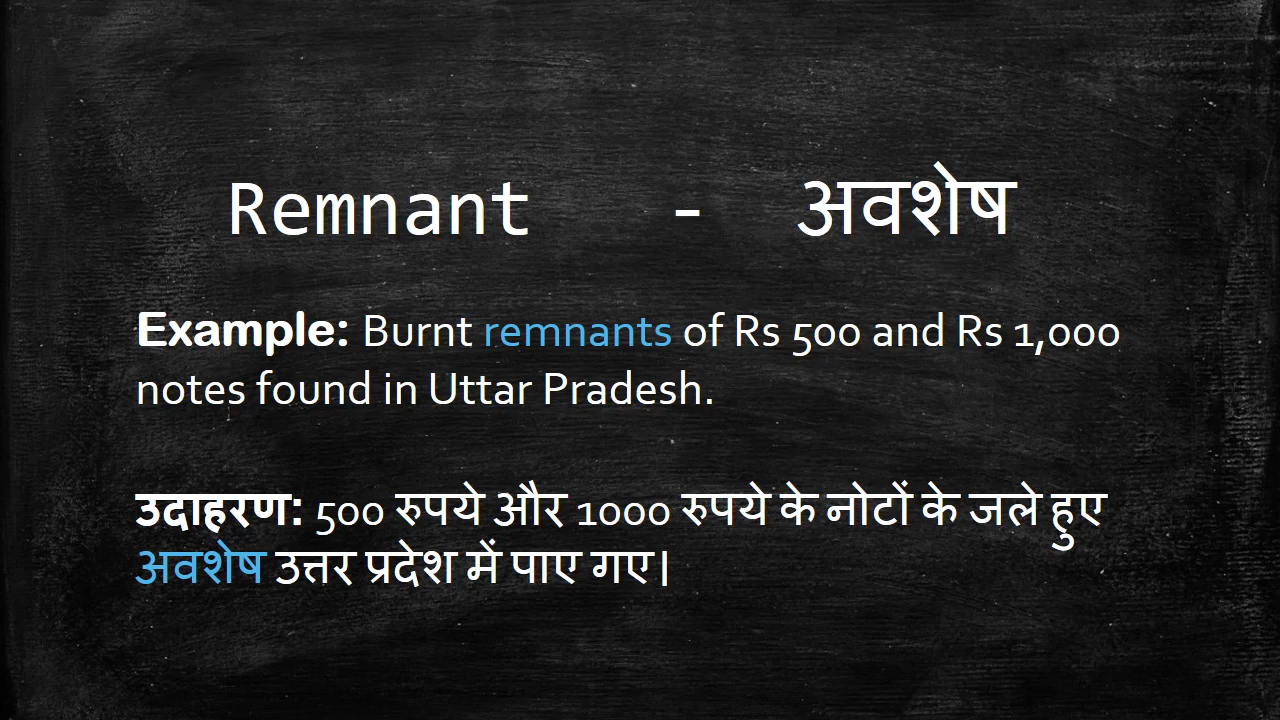 Remnant - अवशेष
Example: Burnt remnants of Rs 500 and Rs 1,000
notes found in Uttar Pradesh.
उदाहरण: 500 रुपये और 1000 रुपये के नोटों के जले हुए
अवशेष उत्तर प्रदेश में पाए गए।